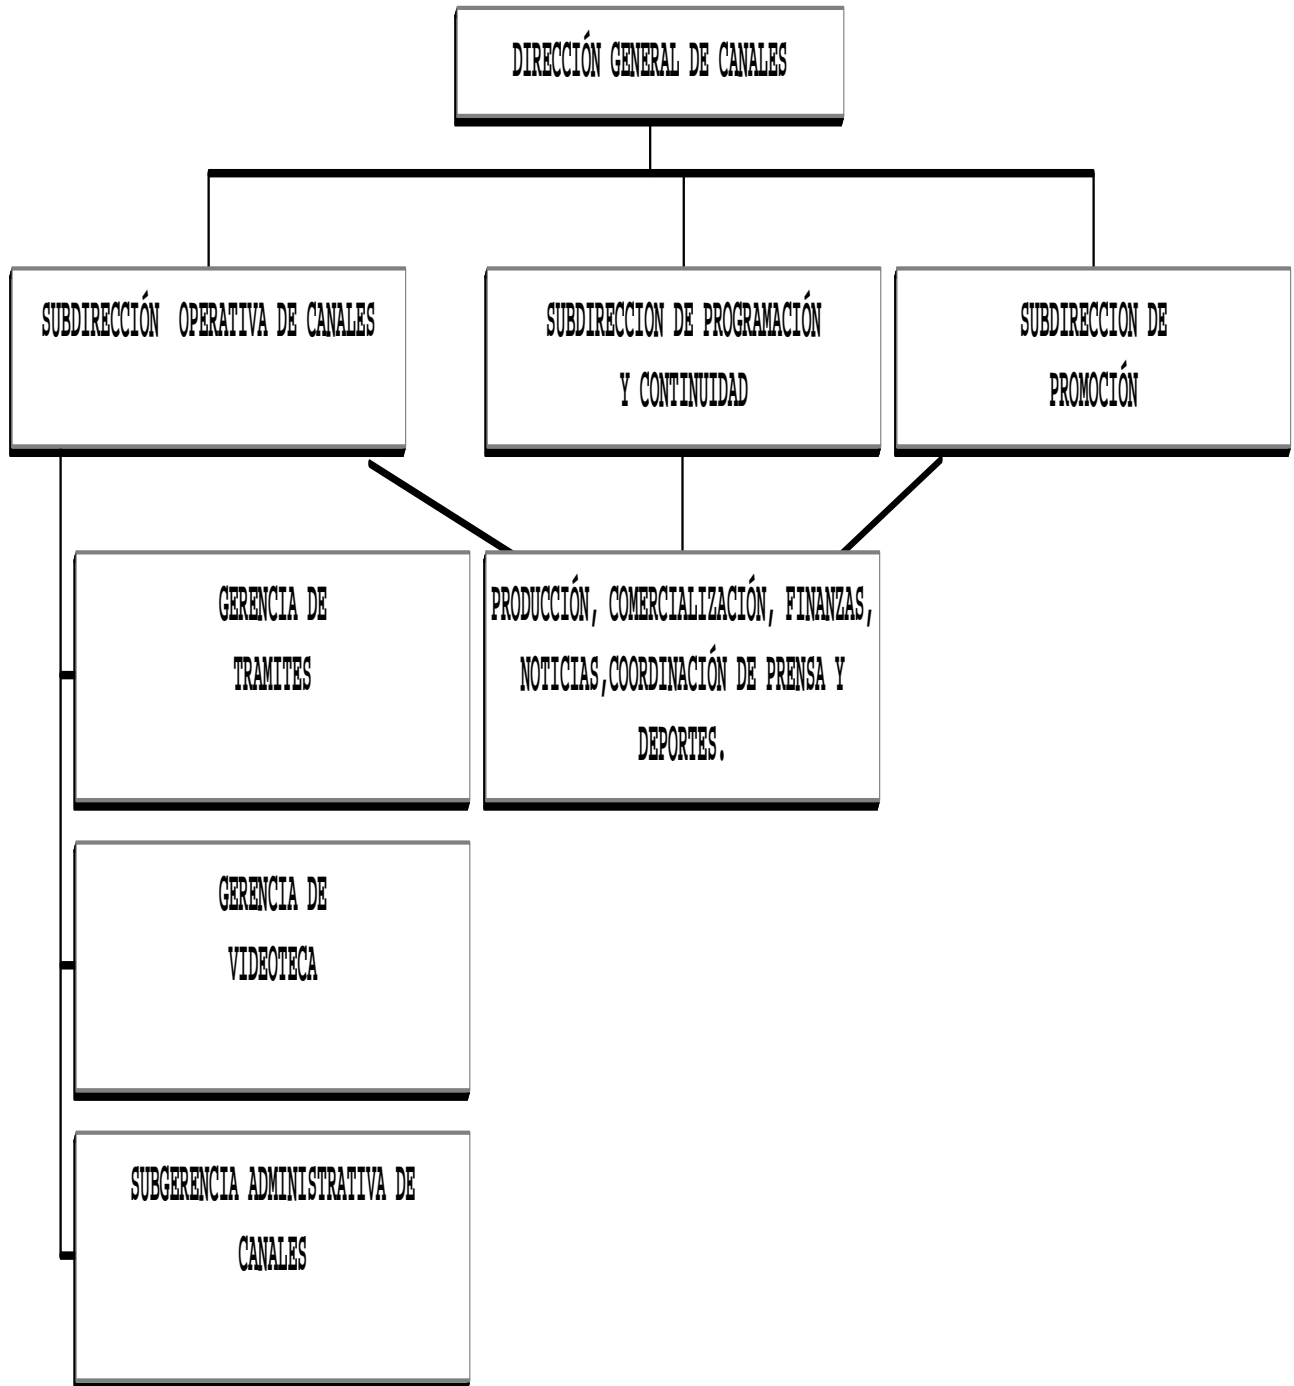 DIRECCIÓN GENERAL DE CANALES
SUBDIRECCIÓN OPERATIVA DE CANALES
SUBDIRECCION DE PROGRAMACIÓN
Y CONTINUIDAD
SUBDIRECCION DE
PROMOCIÓN
GERENCIA DE
TRAMITES
PRODUCCIÓN, COMERCIALIZACIÓN, FINANZAS,
NOTICIAS,COORDINACIÓN DE PRENSA Y
DEPORTES.
GERENCIA DE
VIDEOTECA
SUBGERENCIA ADMINISTRATIVA DE
CANALES